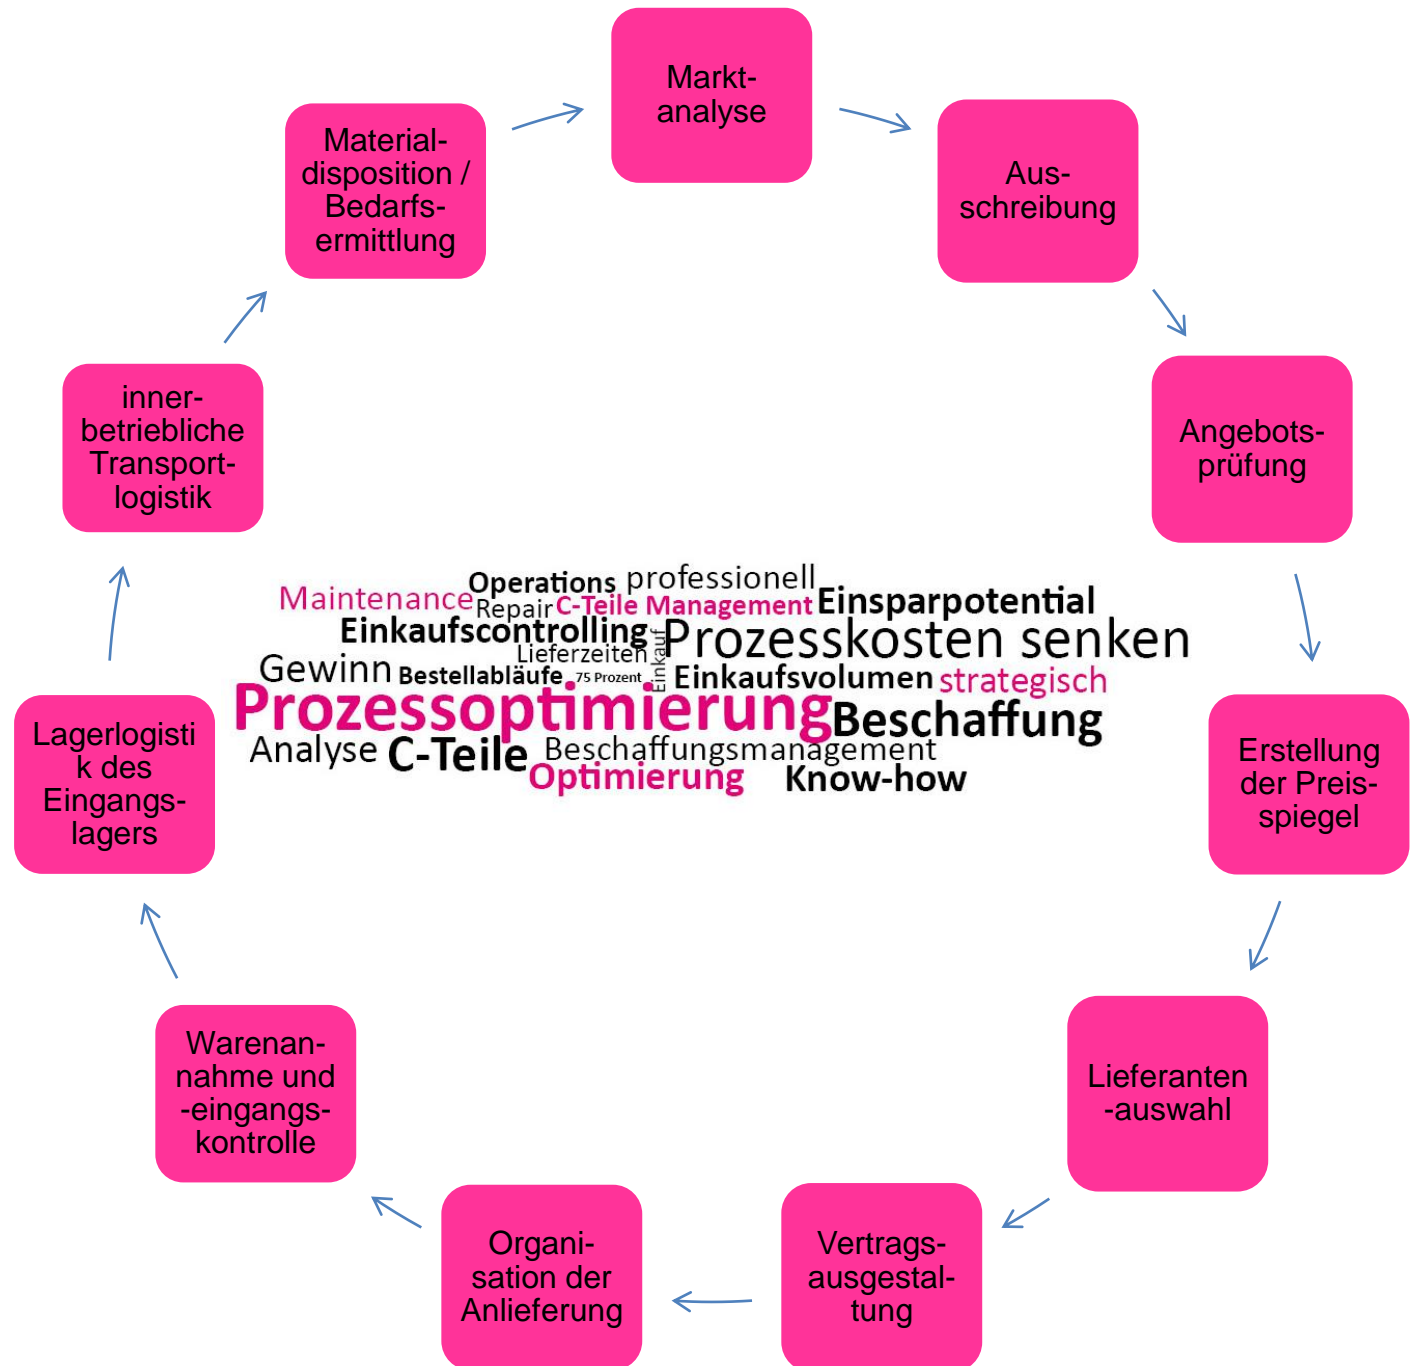 Markt-
analyse
Aus-
schreibung
Angebots-
prüfung
Erstellung
der Preis-
spiegel
Lieferanten
-auswahl
Vertrags-
ausgestal-
tung
Organi-
sation der
Anlieferung
Warenan-
nahme und
-eingangs-
kontrolle
Lagerlogisti
k des
Eingangs-
lagers
inner-
betriebliche
Transport-
logistik
Material-
disposition /
Bedarfs-
ermittlung
Operations professionell
Maintenance Repair C-Teile Management Einsparpotential
Einkaufscontrolling Prozesskosten senken
Lieferzeiten Einkauf
Gewinn Bestellabläufe 75 Prozent Einkaufsvolumen strategisch
Prozessoptimierung Beschaffung
Analyse C-Teile Beschaffungsmanagement
Optimierung Know-how